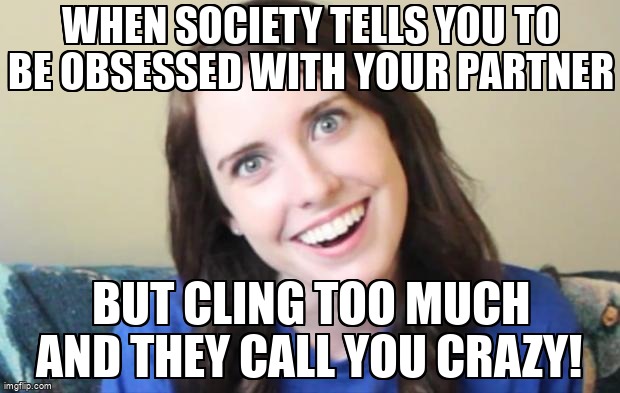 WHEN SOCIETY TELLS YOU TO
BE OBSESSED WITH YOUR PARTNER
BUT CLING TOO MUCH
AND THEY CALL YOU CRAZY!
imgflip.com